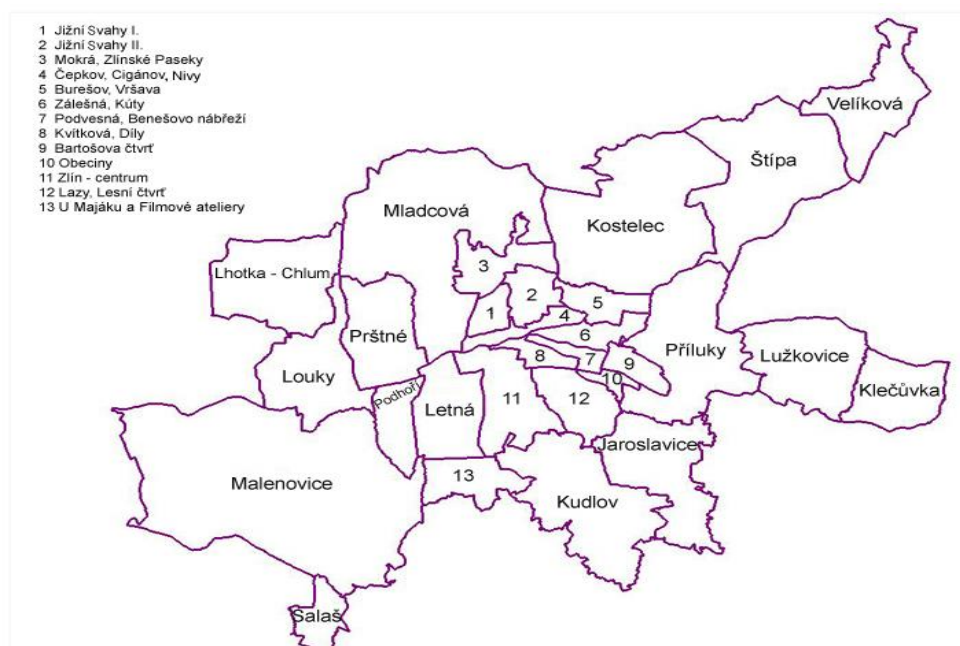 1 Jižní Svahy I.
2 Jižní Svahy II.
3 Mokrá, Zlínské Paseky
4 Čepkov, Cigánov, Nivy
5 Burešov, Vršava
6 Zálešná, Kúty
7 Podvesná, Benešovo nábřeží
8 Kvítková, Díly
9 Bartošova čtvrť
10 Obeciny
11 Zlín - centrum
12 Lazy, Lesní čtvrť
13 U Majáku a Filmové ateliery
Velíková
Štípa
Mladcová
Kostelec
3
Lhotka - Chlum
2
5
1
4
Prštné
6
Příluky
Lužkovice
8
7
9
Louky
10
Klečůvka
Podhoří
Letná
11
12
Jaroslavice
13
Malenovice
Kudlov
Salaš